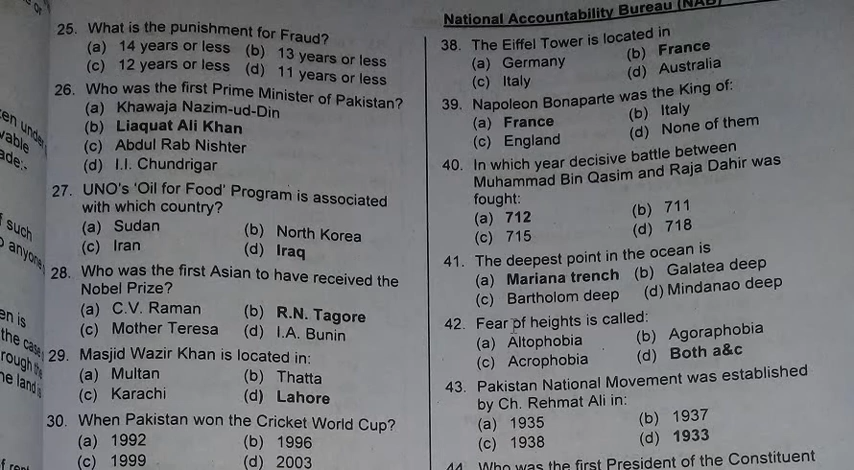 25. What is the punishment for Fraud?
(a) 14 years or less (b) 13 years or less
(c) 12 years or less (d) 11 years or less
26. Who was the first Prime Minister of Pakistan?
(a) Khawaja Nazim-ud-Din
(b) Liaquat Ali Khan
(c) Abdul Rab Nishter
(d) I.I. Chundrigar
27. UNO's 'Oil for Food' Program is associated
with which country?
(a) Sudan (b) North Korea
(c) Iran (d) Iraq
28. Who was the first Asian to have received the
Nobel Prize?
(a) C.V. Raman (b) R.N. Tagore
(c) Mother Teresa (d) I.A. Bunin
29. Masjid Wazir Khan is located in:
(a) Multan (b) Thatta
(c) Karachi (d) Lahore
30. When Pakistan won the Cricket World Cup?
(a) 1992 (b) 1996
(c) 1999 (d) 2003
National Accountability Bureau (NAB)
38. The Eiffel Tower is located in
(a) Germany (b) France
(c) Italy (d) Australia
39. Napoleon Bonaparte was the King of:
(a) France (b) Italy
(c) England (d) None of them
40. In which year decisive battle between
Muhammad Bin Qasim and Raja Dahir was
fought:
(a) 712 (b) 711
(c) 715 (d) 718
41. The deepest point in the ocean is
(a) Mariana trench (b) Galatea deep
(c) Bartholom deep (d) Mindanao deep
42. Fear of heights is called:
(a) Altophobia (b) Agoraphobia
(c) Acrophobia (d) Both a&c
43. Pakistan National Movement was established
by Ch. Rehmat Ali in:
(a) 1935 (b) 1937
(c) 1938 (d) 1933
44. Who was the first President of the Constituent